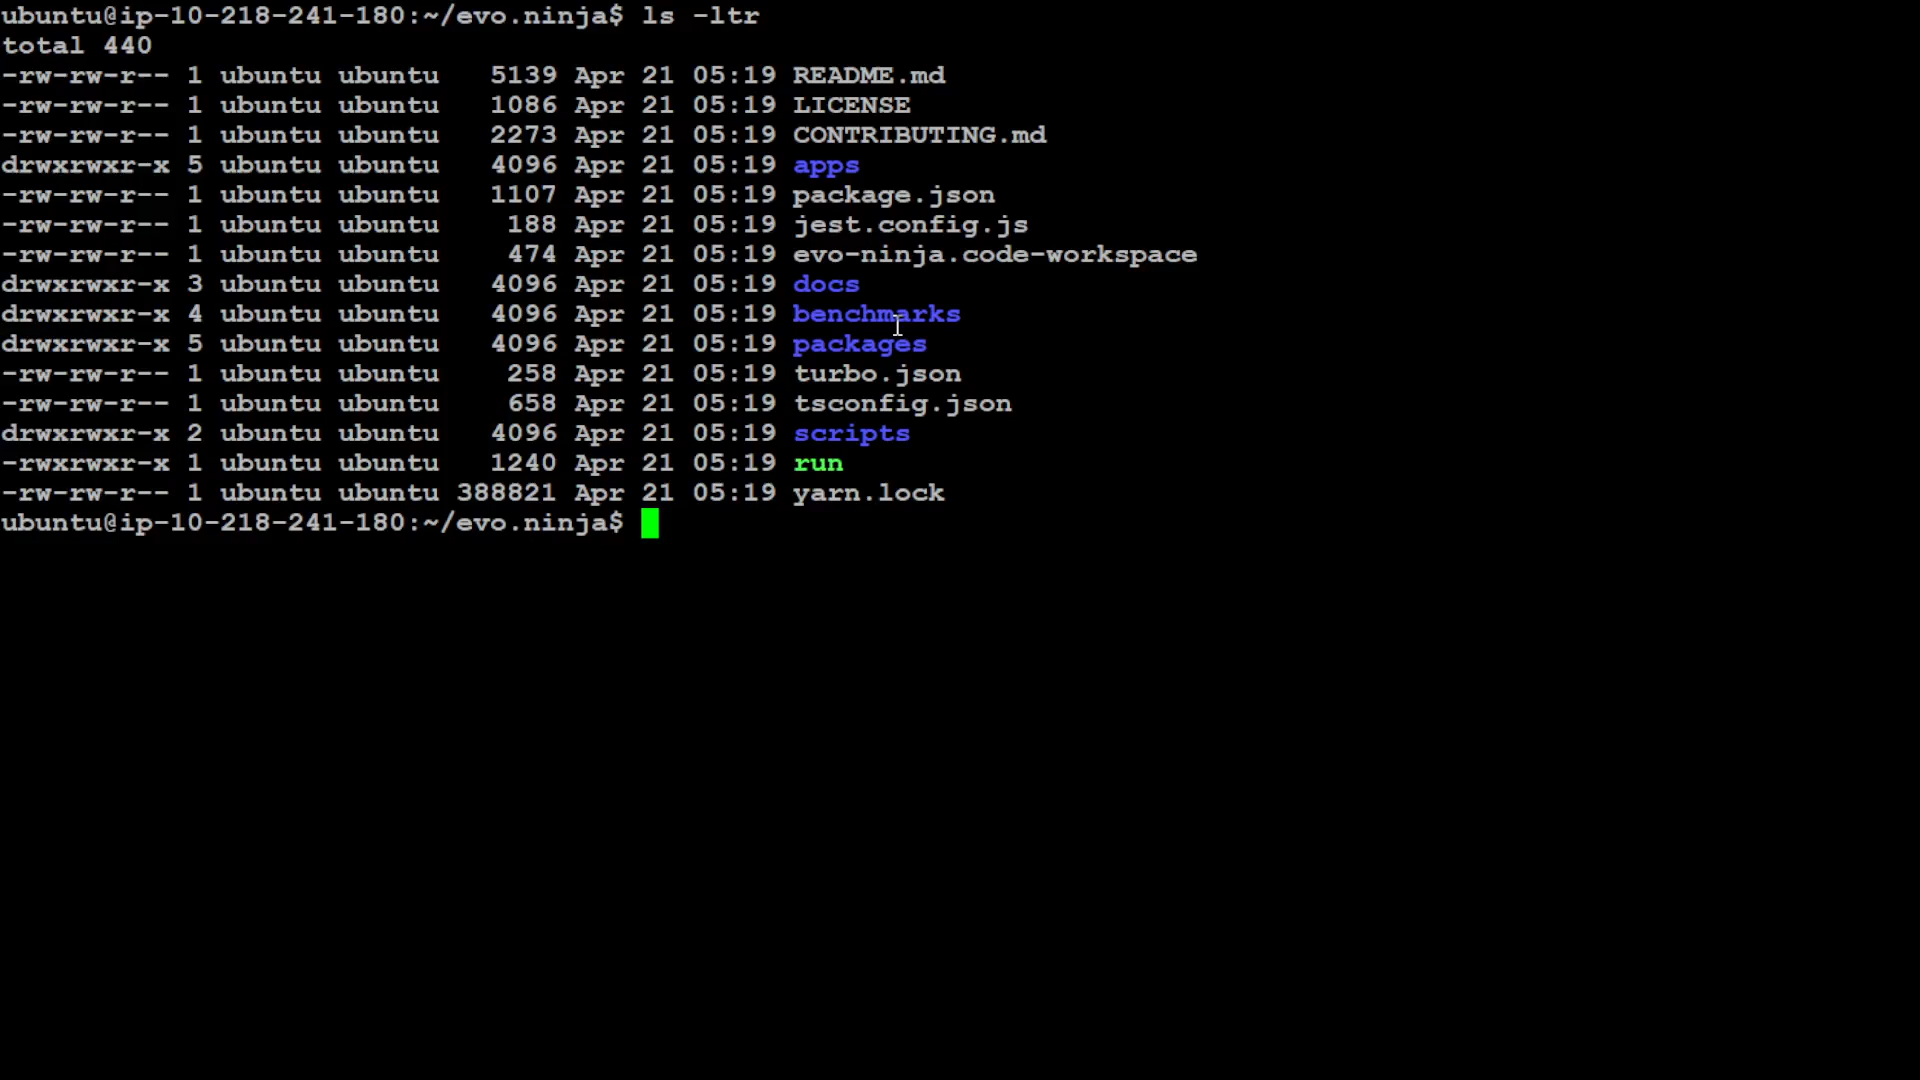 ubuntu@ip-10-218-241-180:~/evo.ninja$ ls -ltr
total 440
-rw-rw-r-- 1 ubuntu ubuntu   5139 Apr 21 05:19 README.md
-rw-rw-r-- 1 ubuntu ubuntu   1086 Apr 21 05:19 LICENSE
-rw-rw-r-- 1 ubuntu ubuntu   2273 Apr 21 05:19 CONTRIBUTING.md
drwxrwxr-x 5 ubuntu ubuntu   4096 Apr 21 05:19 apps
-rw-rw-r-- 1 ubuntu ubuntu   1107 Apr 21 05:19 package.json
-rw-rw-r-- 1 ubuntu ubuntu    188 Apr 21 05:19 jest.config.js
-rw-rw-r-- 1 ubuntu ubuntu    474 Apr 21 05:19 evo-ninja.code-workspace
drwxrwxr-x 3 ubuntu ubuntu   4096 Apr 21 05:19 docs
drwxrwxr-x 4 ubuntu ubuntu   4096 Apr 21 05:19 benchmarks
drwxrwxr-x 5 ubuntu ubuntu   4096 Apr 21 05:19 packages
-rw-rw-r-- 1 ubuntu ubuntu    258 Apr 21 05:19 turbo.json
-rw-rw-r-- 1 ubuntu ubuntu    658 Apr 21 05:19 tsconfig.json
drwxrwxr-x 2 ubuntu ubuntu   4096 Apr 21 05:19 scripts
-rwxrwxr-x 1 ubuntu ubuntu   1240 Apr 21 05:19 run
-rw-rw-r-- 1 ubuntu ubuntu 388821 Apr 21 05:19 yarn.lock
ubuntu@ip-10-218-241-180:~/evo.ninja$